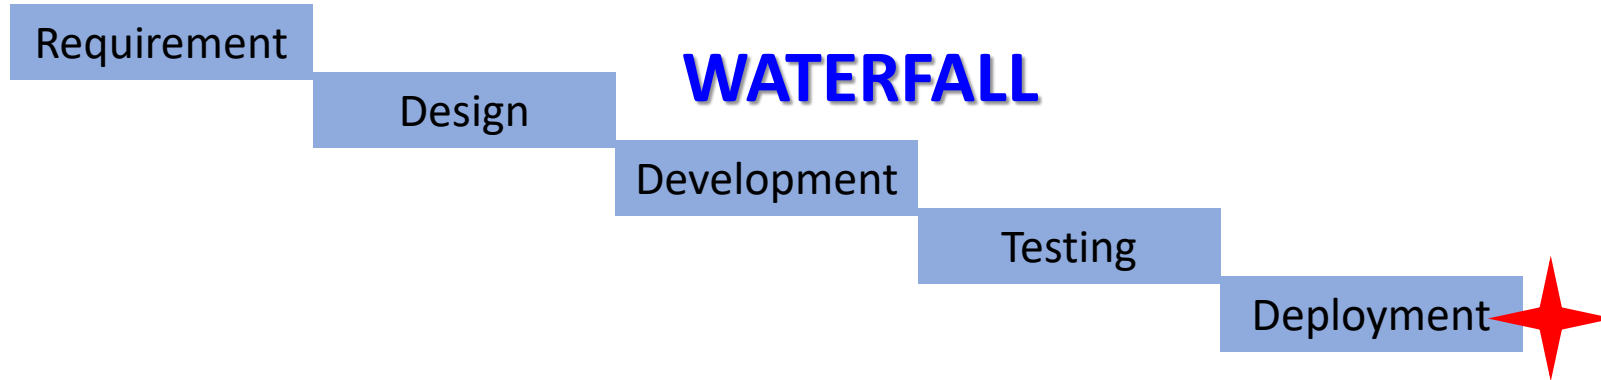 Requirement
WATERFALL
Design
Development
Testing
Deployment